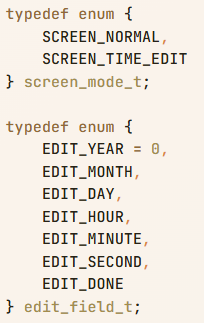 typedef enum {
    SCREEN_NORMAL,
    SCREEN_TIME_EDIT
} screen_mode_t;

typedef enum {
    EDIT_YEAR = 0,
    EDIT_MONTH,
    EDIT_DAY,
    EDIT_HOUR,
    EDIT_MINUTE,
    EDIT_SECOND,
    EDIT_DONE
} edit_field_t;